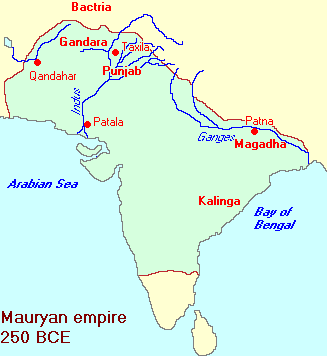 Bactria
Gandara
Taxila
Punjab
Qandahar
Indus
Patala
Patna
Ganges
Magadha
Arabian Sea
Kalinga
Bay of
Bengal
Mauryan empire
250 BCE